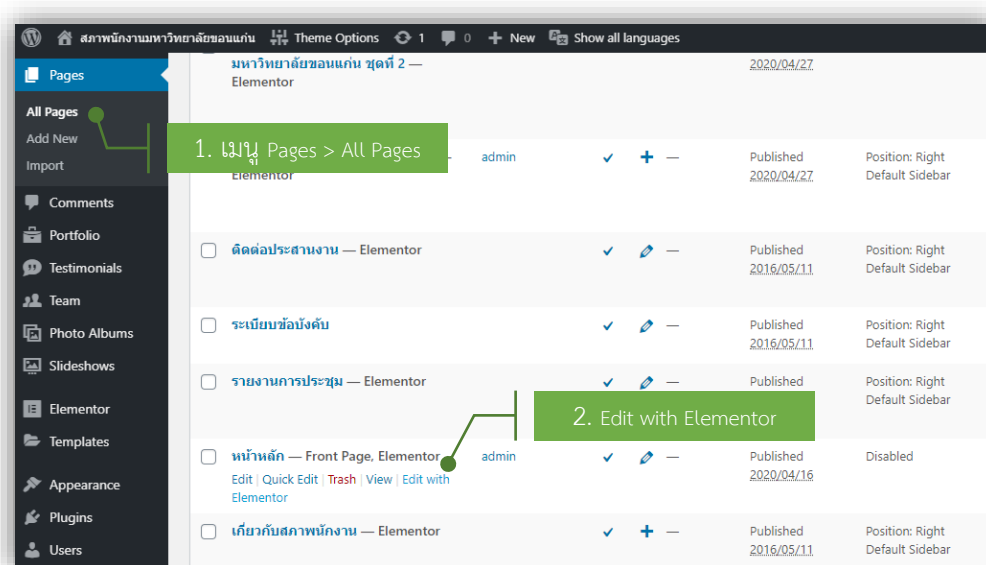 สภาพนักงานมหาวิทยาลัยขอนแก่น Theme Options 1 0 New Show all languages
Pages
All Pages
Add New
Import
Comments
Portfolio
Testimonials
Team
Photo Albums
Slideshows
Elementor
Templates
Appearance
Plugins
Users
มหาวิทยาลัยขอนแก่น ชุดที่ 2 —
Elementor
2020/04/27
1. เมนู Pages > All Pages
Elementor
admin
—
Published
2020/04/27
Position: Right
Default Sidebar
ติดต่อประสานงาน — Elementor
—
Published
2016/05/11
Position: Right
Default Sidebar
ระเบียบข้อบังคับ
—
Published
2016/05/11
Position: Right
Default Sidebar
รายงานการประชุม — Elementor
—
Published
Position: Right
Default Sidebar
2. Edit with Elementor
หน้าหลัก — Front Page, Elementor
Edit | Quick Edit | Trash | View | Edit with
Elementor
admin
—
Published
2020/04/16
Disabled
เกี่ยวกับสภาพนักงาน — Elementor
—
Published
2016/05/11
Position: Right
Default Sidebar